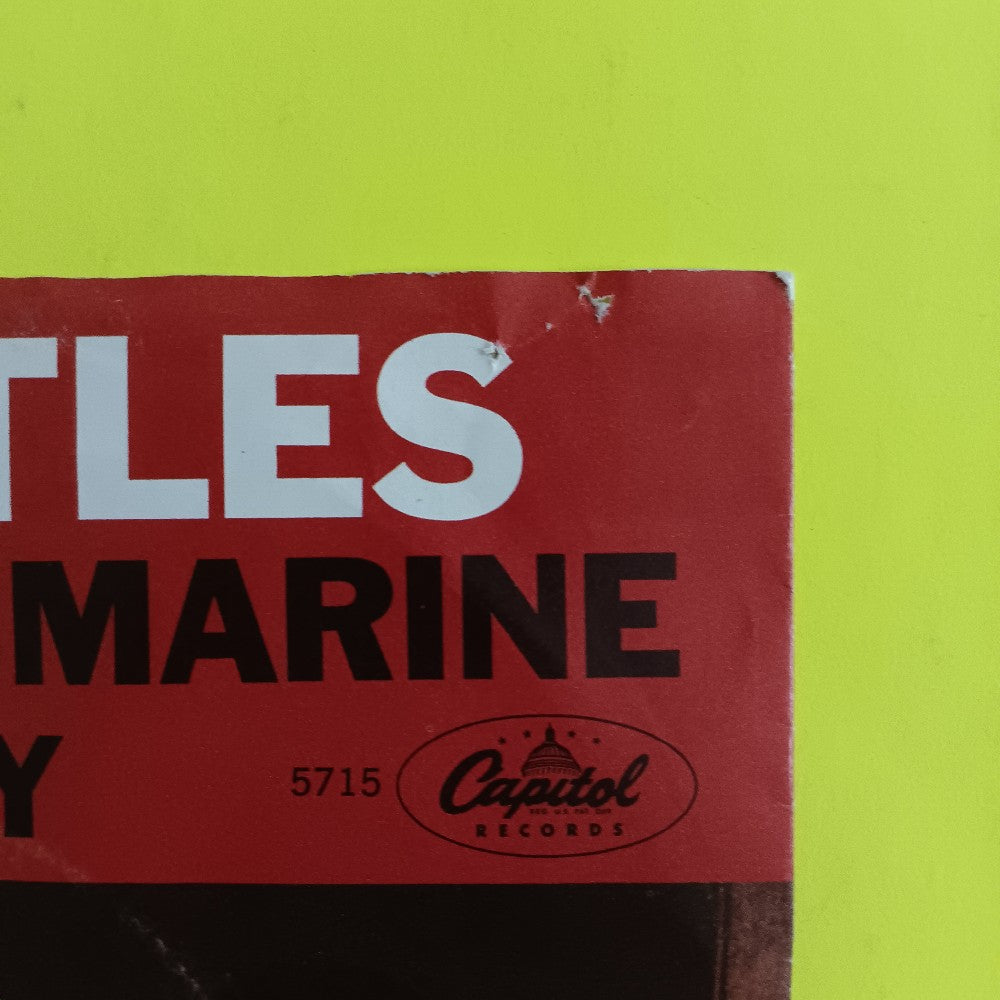 TLES
MARINE
Y
5715
Capitol
REG. U.S. PAT. OFF.
RECORDS